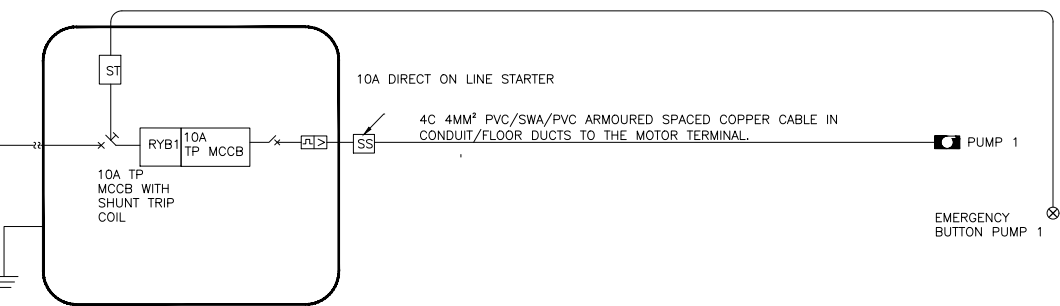 ST
10A DIRECT ON LINE STARTER
4C 4MM² PVC/SWA/PVC ARMOURED SPACED COPPER CABLE IN
CONDUIT/FLOOR DUCTS TO THE MOTOR TERMINAL.
RYB1
10A
TP MCCB
SS
PUMP 1
10A TP
MCCB WITH
SHUNT TRIP
COIL
EMERGENCY
BUTTON PUMP 1